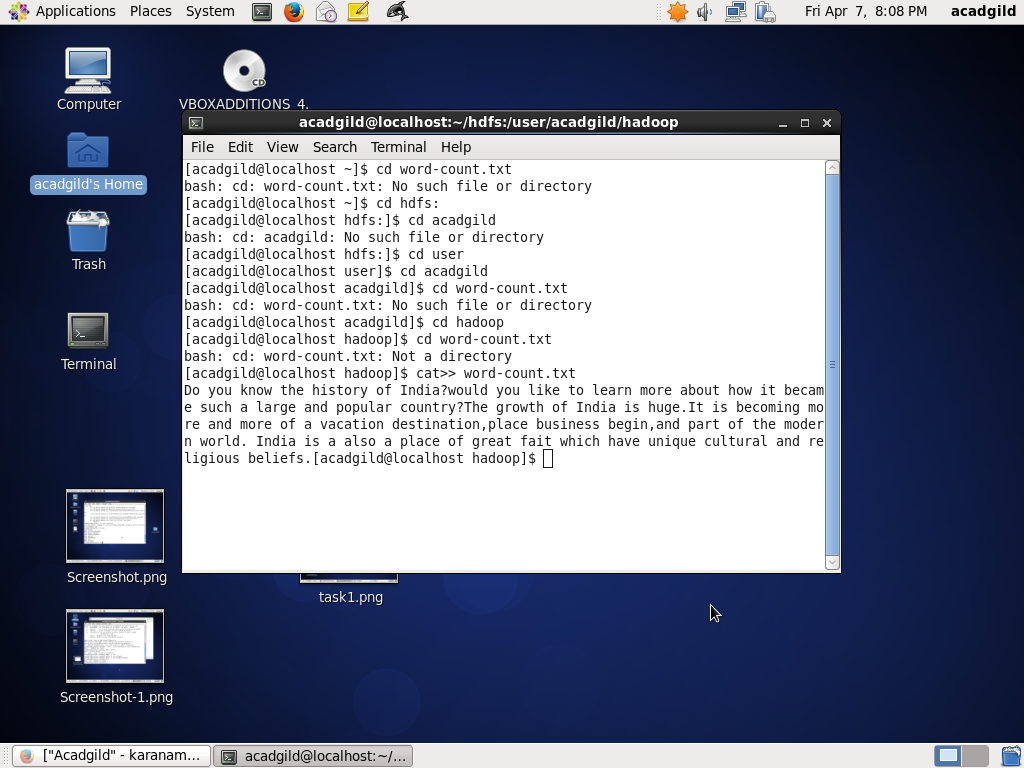 Applications Places System
Fri Apr 7, 8:08 PM acadgild
Computer
CD
VBOXADDITIONS_4.
acadgild's Home
Trash
Terminal
acadgild@localhost:~/hdfs:/user/acadgild/hadoop
File Edit View Search Terminal Help
[acadgild@localhost ~]$ cd word-count.txt
bash: cd: word-count.txt: No such file or directory
[acadgild@localhost ~]$ cd hdfs:
[acadgild@localhost hdfs:]$ cd acadgild
bash: cd: acadgild: No such file or directory
[acadgild@localhost hdfs:]$ cd user
[acadgild@localhost user]$ cd acadgild
[acadgild@localhost acadgild]$ cd word-count.txt
bash: cd: word-count.txt: No such file or directory
[acadgild@localhost acadgild]$ cd hadoop
[acadgild@localhost hadoop]$ cd word-count.txt
bash: cd: word-count.txt: Not a directory
[acadgild@localhost hadoop]$ cat>> word-count.txt
Do you know the history of India?would you like to learn more about how it becam
e such a large and popular country?The growth of India is huge.It is becoming mo
re and more of a vacation destination,place business begin,and part of the moder
n world. India is a also a place of great fait which have unique cultural and re
ligious beliefs.[acadgild@localhost hadoop]$
Screenshot.png
task1.png
Screenshot-1.png
["Acadgild" - karanam...
acadgild@localhost:~/...